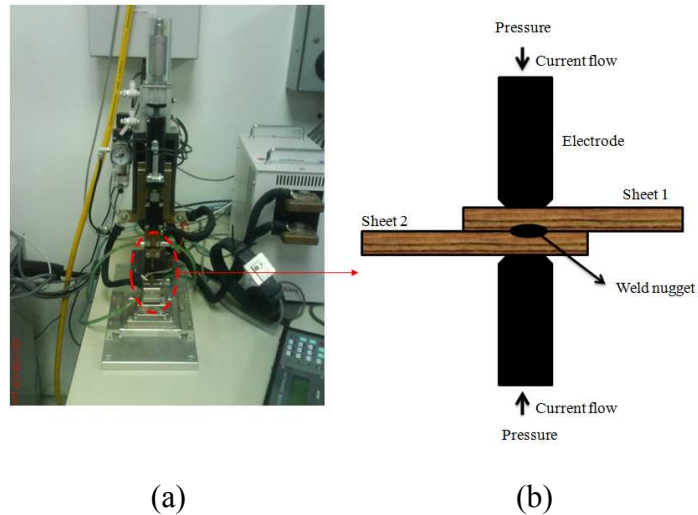 Pressure
Current flow
Electrode
Sheet 1
Sheet 2
Weld nugget
Current flow
Pressure
(a)
(b)